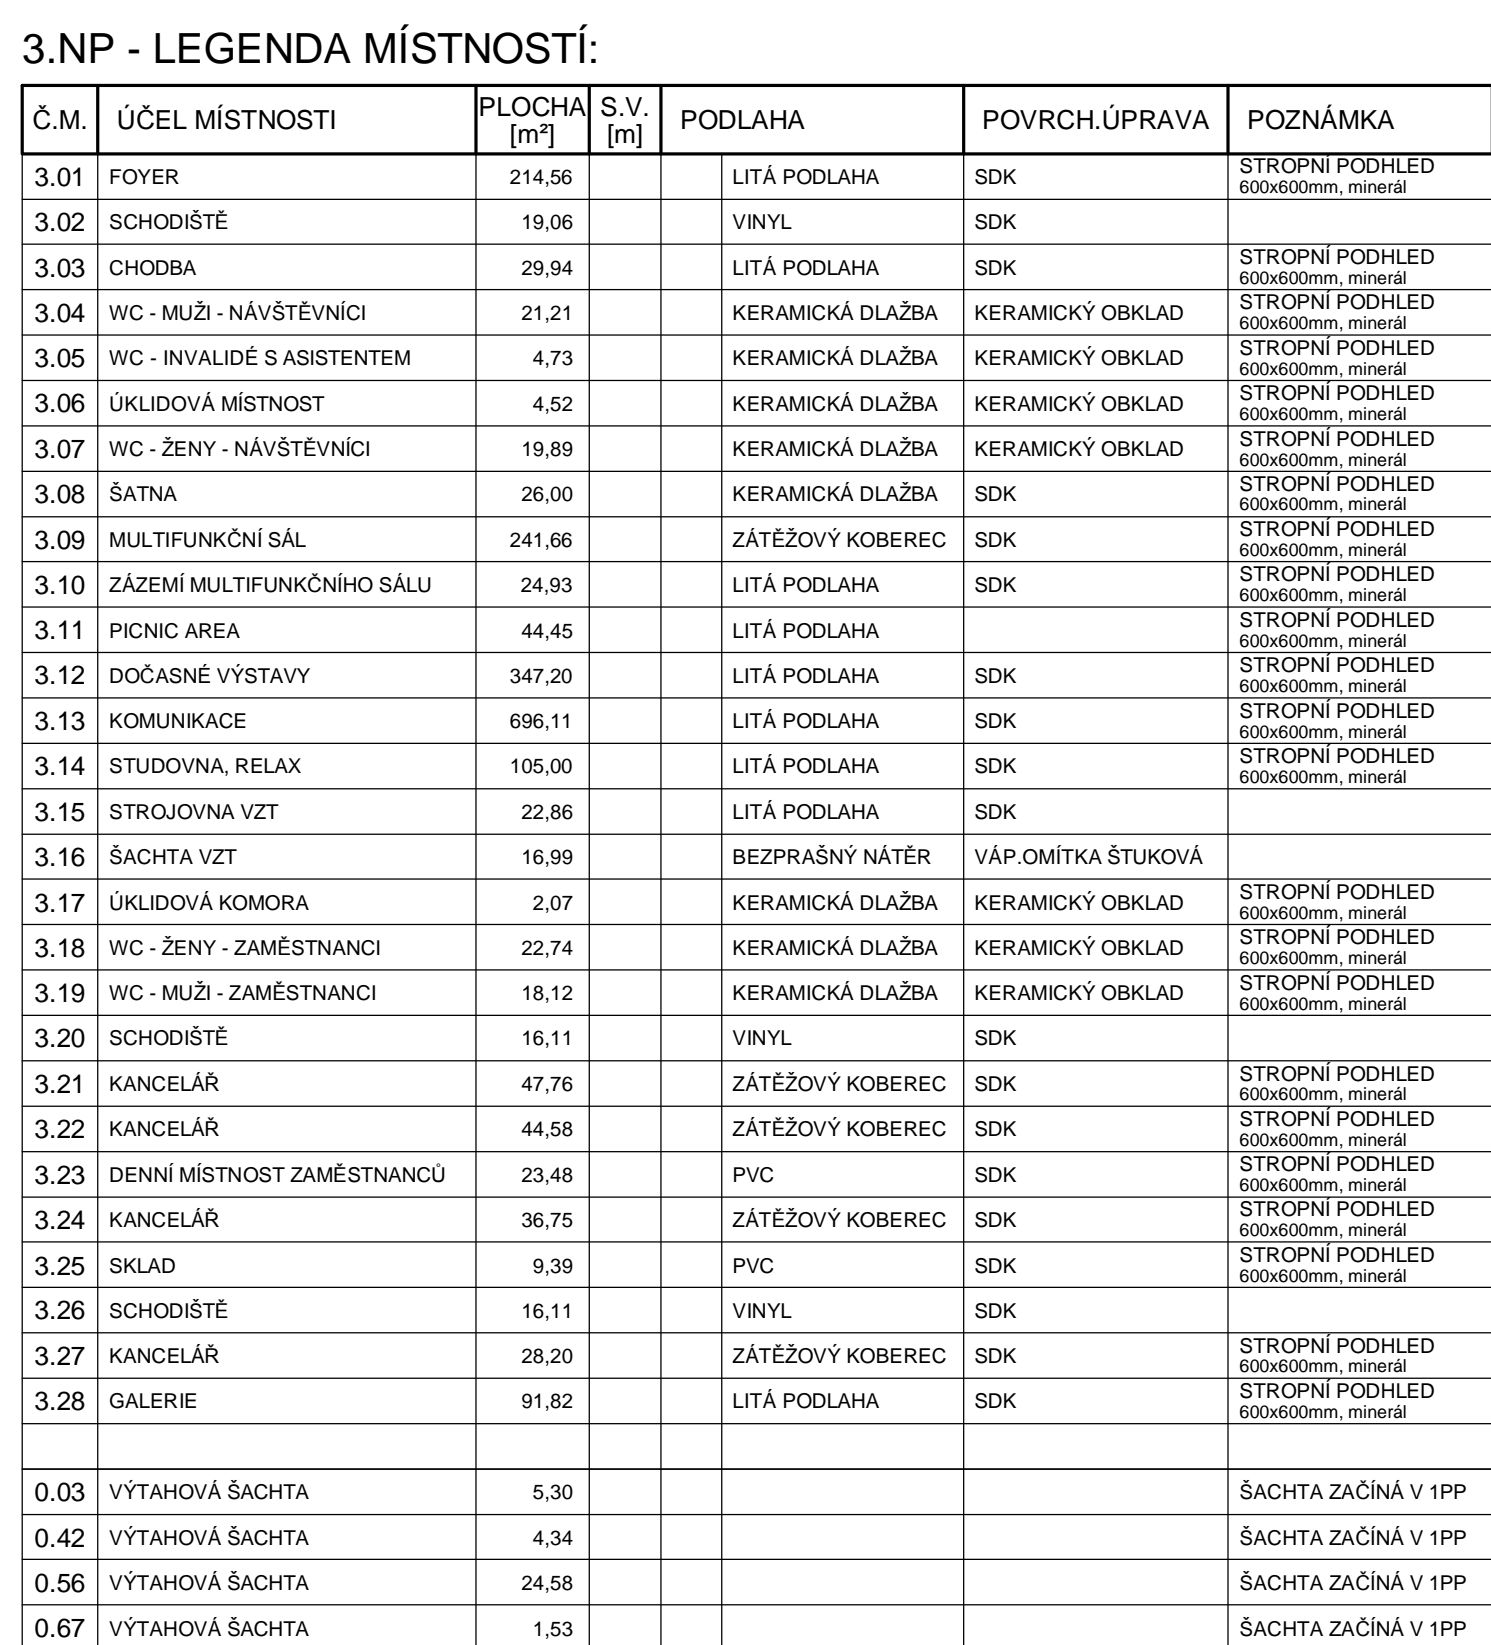 3.NP - LEGENDA MÍSTNOSTÍ:
Č.M. ÚČEL MÍSTNOSTI PLOCHA [m²] S.V. [m] PODLAHA POVRCH.ÚPRAVA POZNÁMKA
3.01 FOYER 214,56 LITÁ PODLAHA SDK STROPNÍ PODHLED
600x600mm, minerál
3.02 SCHODIŠTĚ 19,06 VINYL SDK
3.03 CHODBA 29,94 LITÁ PODLAHA SDK STROPNÍ PODHLED
600x600mm, minerál
3.04 WC - MUŽI - NÁVŠTĚVNÍCI 21,21 KERAMICKÁ DLAŽBA KERAMICKÝ OBKLAD STROPNÍ PODHLED
600x600mm, minerál
3.05 WC - INVALIDÉ S ASISTENTEM 4,73 KERAMICKÁ DLAŽBA KERAMICKÝ OBKLAD STROPNÍ PODHLED
600x600mm, minerál
3.06 ÚKLIDOVÁ MÍSTNOST 4,52 KERAMICKÁ DLAŽBA KERAMICKÝ OBKLAD STROPNÍ PODHLED
600x600mm, minerál
3.07 WC - ŽENY - NÁVŠTĚVNÍCI 19,89 KERAMICKÁ DLAŽBA KERAMICKÝ OBKLAD STROPNÍ PODHLED
600x600mm, minerál
3.08 ŠATNA 26,00 KERAMICKÁ DLAŽBA SDK STROPNÍ PODHLED
600x600mm, minerál
3.09 MULTIFUNKČNÍ SÁL 241,66 ZÁTĚŽOVÝ KOBEREC SDK STROPNÍ PODHLED
600x600mm, minerál
3.10 ZÁZEMÍ MULTIFUNKČNÍHO SÁLU 24,93 LITÁ PODLAHA SDK STROPNÍ PODHLED
600x600mm, minerál
3.11 PICNIC AREA 44,45 LITÁ PODLAHA STROPNÍ PODHLED
600x600mm, minerál
3.12 DOČASNÉ VÝSTAVY 347,20 LITÁ PODLAHA SDK STROPNÍ PODHLED
600x600mm, minerál
3.13 KOMUNIKACE 696,11 LITÁ PODLAHA SDK STROPNÍ PODHLED
600x600mm, minerál
3.14 STUDOVNA, RELAX 105,00 LITÁ PODLAHA SDK STROPNÍ PODHLED
600x600mm, minerál
3.15 STROJOVNA VZT 22,86 LITÁ PODLAHA SDK
3.16 ŠACHTA VZT 16,99 BEZPRAŠNÝ NÁTĚR VÁP.OMÍTKA ŠTUKOVÁ
3.17 ÚKLIDOVÁ KOMORA 2,07 KERAMICKÁ DLAŽBA KERAMICKÝ OBKLAD STROPNÍ PODHLED
600x600mm, minerál
3.18 WC - ŽENY - ZAMĚSTNANCI 22,74 KERAMICKÁ DLAŽBA KERAMICKÝ OBKLAD STROPNÍ PODHLED
600x600mm, minerál
3.19 WC - MUŽI - ZAMĚSTNANCI 18,12 KERAMICKÁ DLAŽBA KERAMICKÝ OBKLAD STROPNÍ PODHLED
600x600mm, minerál
3.20 SCHODIŠTĚ 16,11 VINYL SDK
3.21 KANCELÁŘ 47,76 ZÁTĚŽOVÝ KOBEREC SDK STROPNÍ PODHLED
600x600mm, minerál
3.22 KANCELÁŘ 44,58 ZÁTĚŽOVÝ KOBEREC SDK STROPNÍ PODHLED
600x600mm, minerál
3.23 DENNÍ MÍSTNOST ZAMĚSTNANCŮ 23,48 PVC SDK STROPNÍ PODHLED
600x600mm, minerál
3.24 KANCELÁŘ 36,75 ZÁTĚŽOVÝ KOBEREC SDK STROPNÍ PODHLED
600x600mm, minerál
3.25 SKLAD 9,39 PVC SDK STROPNÍ PODHLED
600x600mm, minerál
3.26 SCHODIŠTĚ 16,11 VINYL SDK
3.27 KANCELÁŘ 28,20 ZÁTĚŽOVÝ KOBEREC SDK STROPNÍ PODHLED
600x600mm, minerál
3.28 GALERIE 91,82 LITÁ PODLAHA SDK STROPNÍ PODHLED
600x600mm, minerál
0.03 VÝTAHOVÁ ŠACHTA 5,30 ŠACHTA ZAČÍNÁ V 1PP
0.42 VÝTAHOVÁ ŠACHTA 4,34 ŠACHTA ZAČÍNÁ V 1PP
0.56 VÝTAHOVÁ ŠACHTA 24,58 ŠACHTA ZAČÍNÁ V 1PP
0.67 VÝTAHOVÁ ŠACHTA 1,53 ŠACHTA ZAČÍNÁ V 1PP